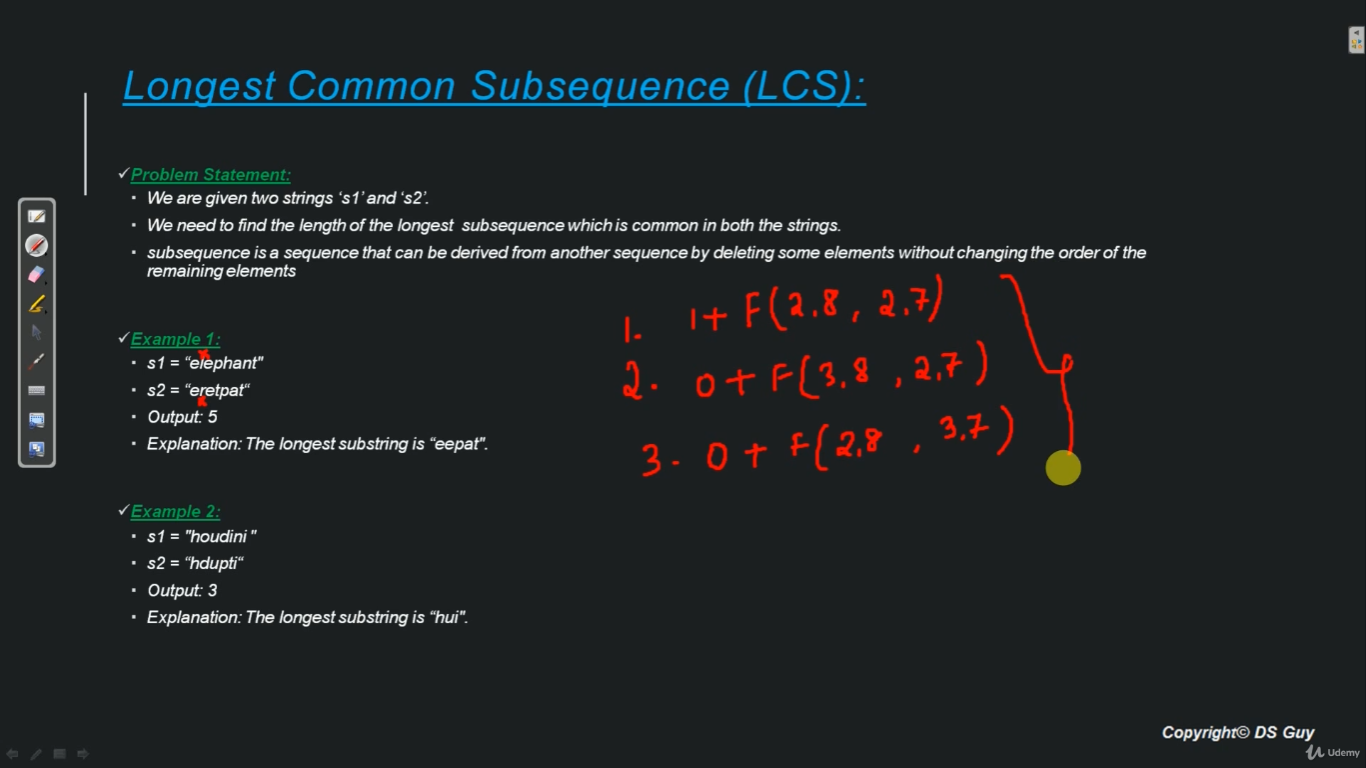 Longest Common Subsequence (LCS):
✓Problem Statement:
▪ We are given two strings ‘s1’ and ‘s2’.
▪ We need to find the length of the longest subsequence which is common in both the strings.
▪ subsequence is a sequence that can be derived from another sequence by deleting some elements without changing the order of the
remaining elements
1. 1+ F(2,8, 2,7)
2. 0+ F(3,8, 2,7)
3. 0 + F(2,8, 3,7)
✓Example 1:
▪ s1 = “elephant"
▪ s2 = “eretpat“
▪ Output: 5
▪ Explanation: The longest substring is “eepat".
✓Example 2:
▪ s1 = "houdini "
▪ s2 = “hdupti“
▪ Output: 3
▪ Explanation: The longest substring is “hui".
Copyright© DS Guy
Udemy